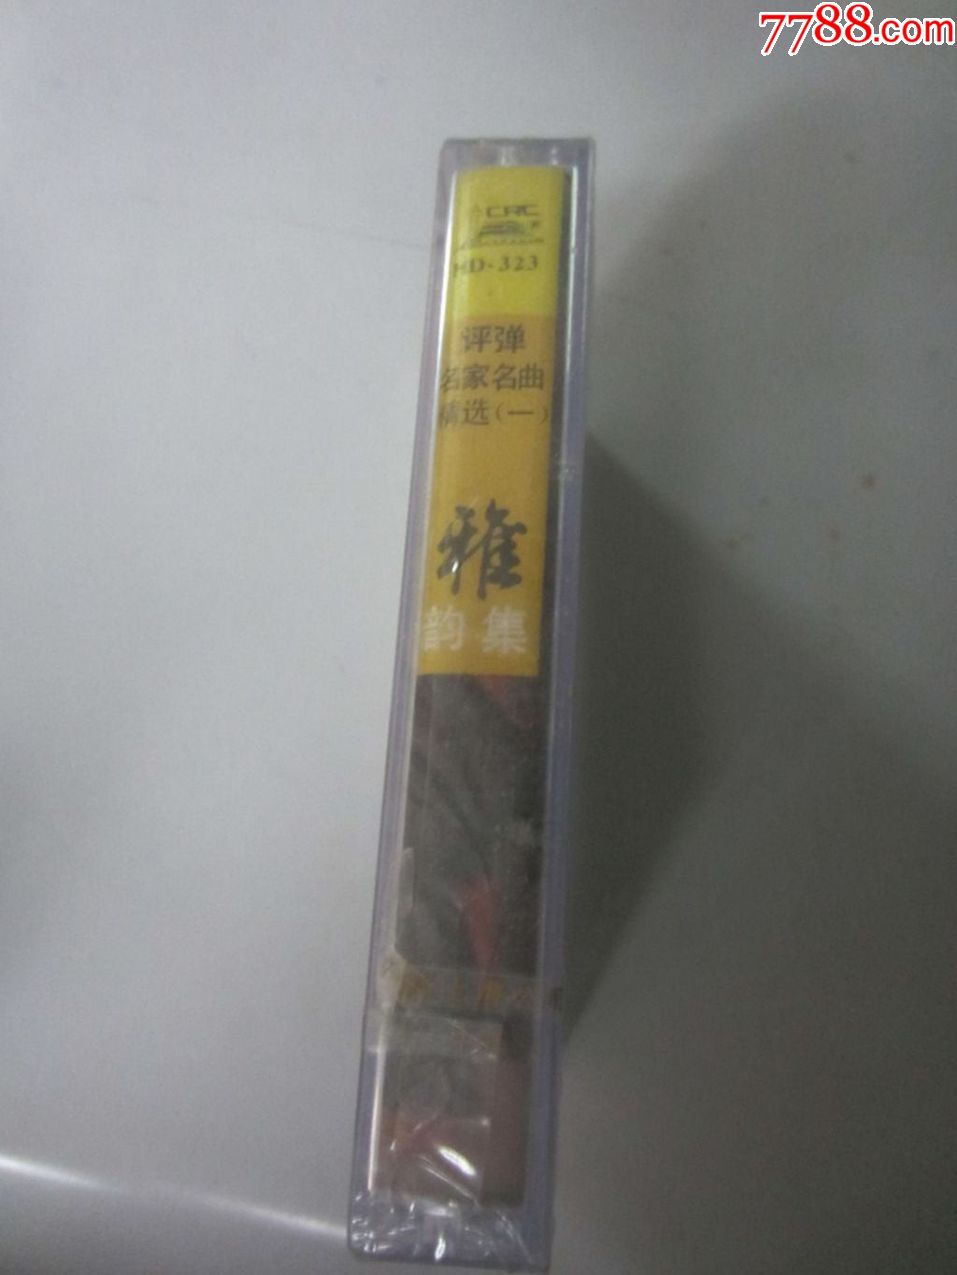 7788.com
CRC
HD-323
评弹
名家名曲
精选(一)
雅
韵集